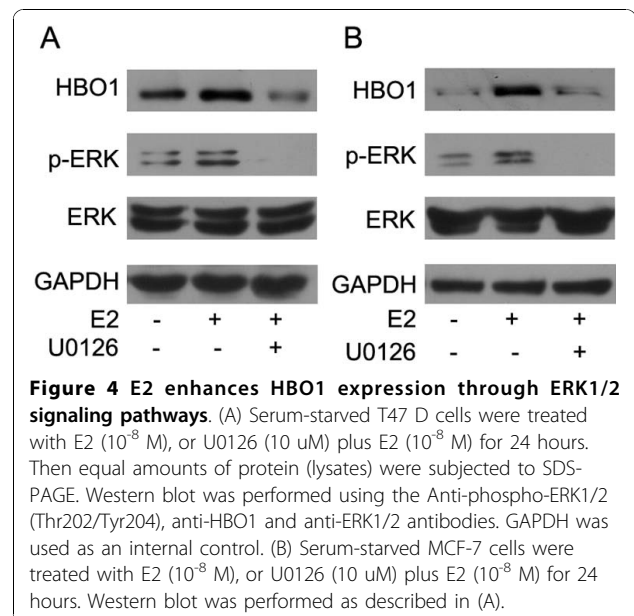 A
B
HBO1
HBO1
p-ERK
p-ERK
ERK
ERK
GAPDH
GAPDH
E2 - + +
E2 - + +
U0126 - - +
U0126 - - +
Figure 4 E2 enhances HBO1 expression through ERK1/2
signaling pathways. (A) Serum-starved T47 D cells were treated
with E2 (10⁻⁸ M), or U0126 (10 uM) plus E2 (10⁻⁸ M) for 24 hours.
Then equal amounts of protein (lysates) were subjected to SDS-
PAGE. Western blot was performed using the Anti-phospho-ERK1/2
(Thr202/Tyr204), anti-HBO1 and anti-ERK1/2 antibodies. GAPDH was
used as an internal control. (B) Serum-starved MCF-7 cells were
treated with E2 (10⁻⁸ M), or U0126 (10 uM) plus E2 (10⁻⁸ M) for 24
hours. Western blot was performed as described in (A).